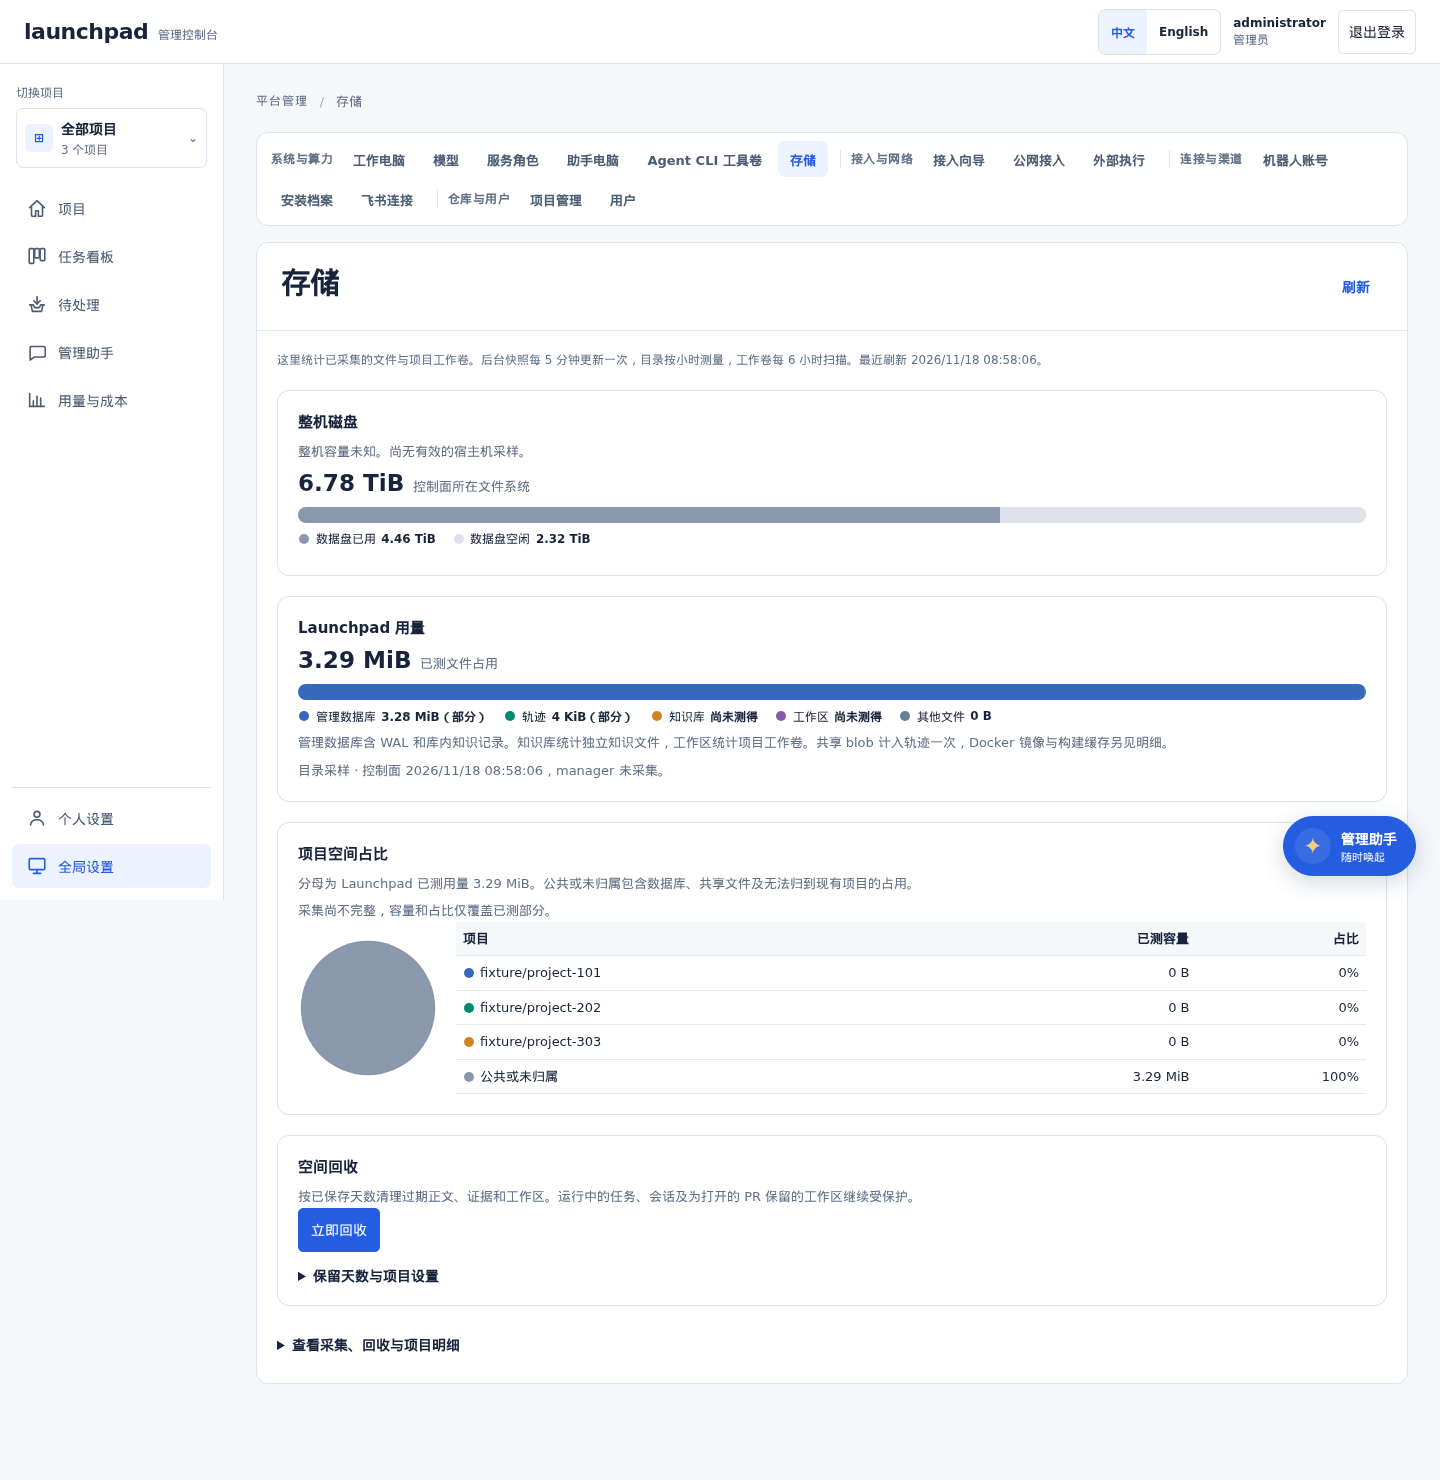 launchpad 管理控制台
中文 English administrator 管理员 退出登录
切换项目
全部项目
3 个项目
项目
任务看板
待处理
管理助手
用量与成本
个人设置
全局设置
平台管理 / 存储
系统与算力 工作电脑 模型 服务角色 助手电脑 Agent CLI 工具卷 存储 接入与网络 接入向导 公网接入 外部执行 连接与渠道 机器人账号
安装档案 飞书连接 仓库与用户 项目管理 用户
存储 刷新
这里统计已采集的文件与项目工作卷。后台快照每 5 分钟更新一次，目录按小时测量，工作卷每 6 小时扫描。最近刷新 2026/11/18 08:58:06。
整机磁盘
整机容量未知。尚无有效的宿主机采样。
6.78 TiB 控制面所在文件系统
数据盘已用 4.46 TiB 数据盘空闲 2.32 TiB
Launchpad 用量
3.29 MiB 已测文件占用
管理数据库 3.28 MiB（部分） 轨迹 4 KiB（部分） 知识库 尚未测得 工作区 尚未测得 其他文件 0 B
管理数据库含 WAL 和库内知识记录。知识库统计独立知识文件，工作区统计项目工作卷。共享 blob 计入轨迹一次，Docker 镜像与构建缓存另见明细。
目录采样 · 控制面 2026/11/18 08:58:06，manager 未采集。
管理助手
随时唤起
项目空间占比
分母为 Launchpad 已测用量 3.29 MiB。公共或未归属包含数据库、共享文件及无法归到现有项目的占用。
采集尚不完整，容量和占比仅覆盖已测部分。
项目 已测容量 占比
fixture/project-101 0 B 0%
fixture/project-202 0 B 0%
fixture/project-303 0 B 0%
公共或未归属 3.29 MiB 100%
空间回收
按已保存天数清理过期正文、证据和工作区。运行中的任务、会话及为打开的 PR 保留的工作区继续受保护。
立即回收
保留天数与项目设置
查看采集、回收与项目明细